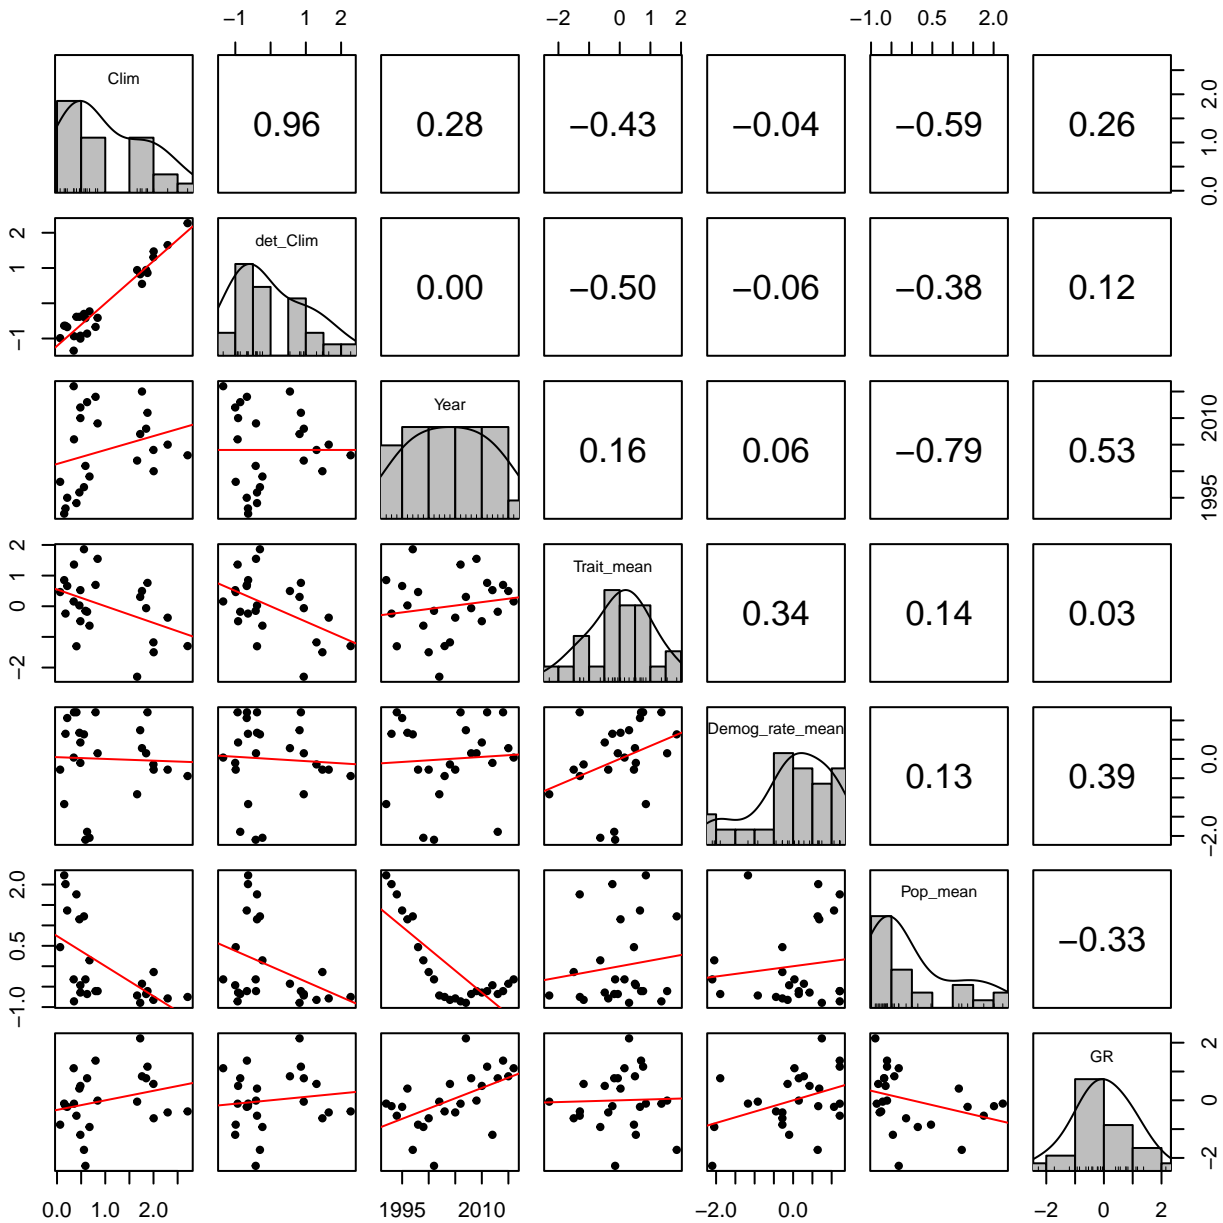 −1 1 2 −2 0 1 2 −1.0 0.5 2.0
Clim 0.96 0.28 −0.43 −0.04 −0.59 0.26 0.0 1.0 2.0
−1 1 2 det_Clim 0.00 −0.50 −0.06 −0.38 0.12
Year 0.16 0.06 −0.79 0.53 1995 2010
−2 0 1 2 Trait_mean 0.34 0.14 0.03
Demog_rate_mean 0.13 0.39 −2.0 0.0
−1.0 0.5 2.0 Pop_mean −0.33
GR −2 0 1 2
0.0 1.0 2.0 1995 2010 −2.0 0.0 −2 0 2